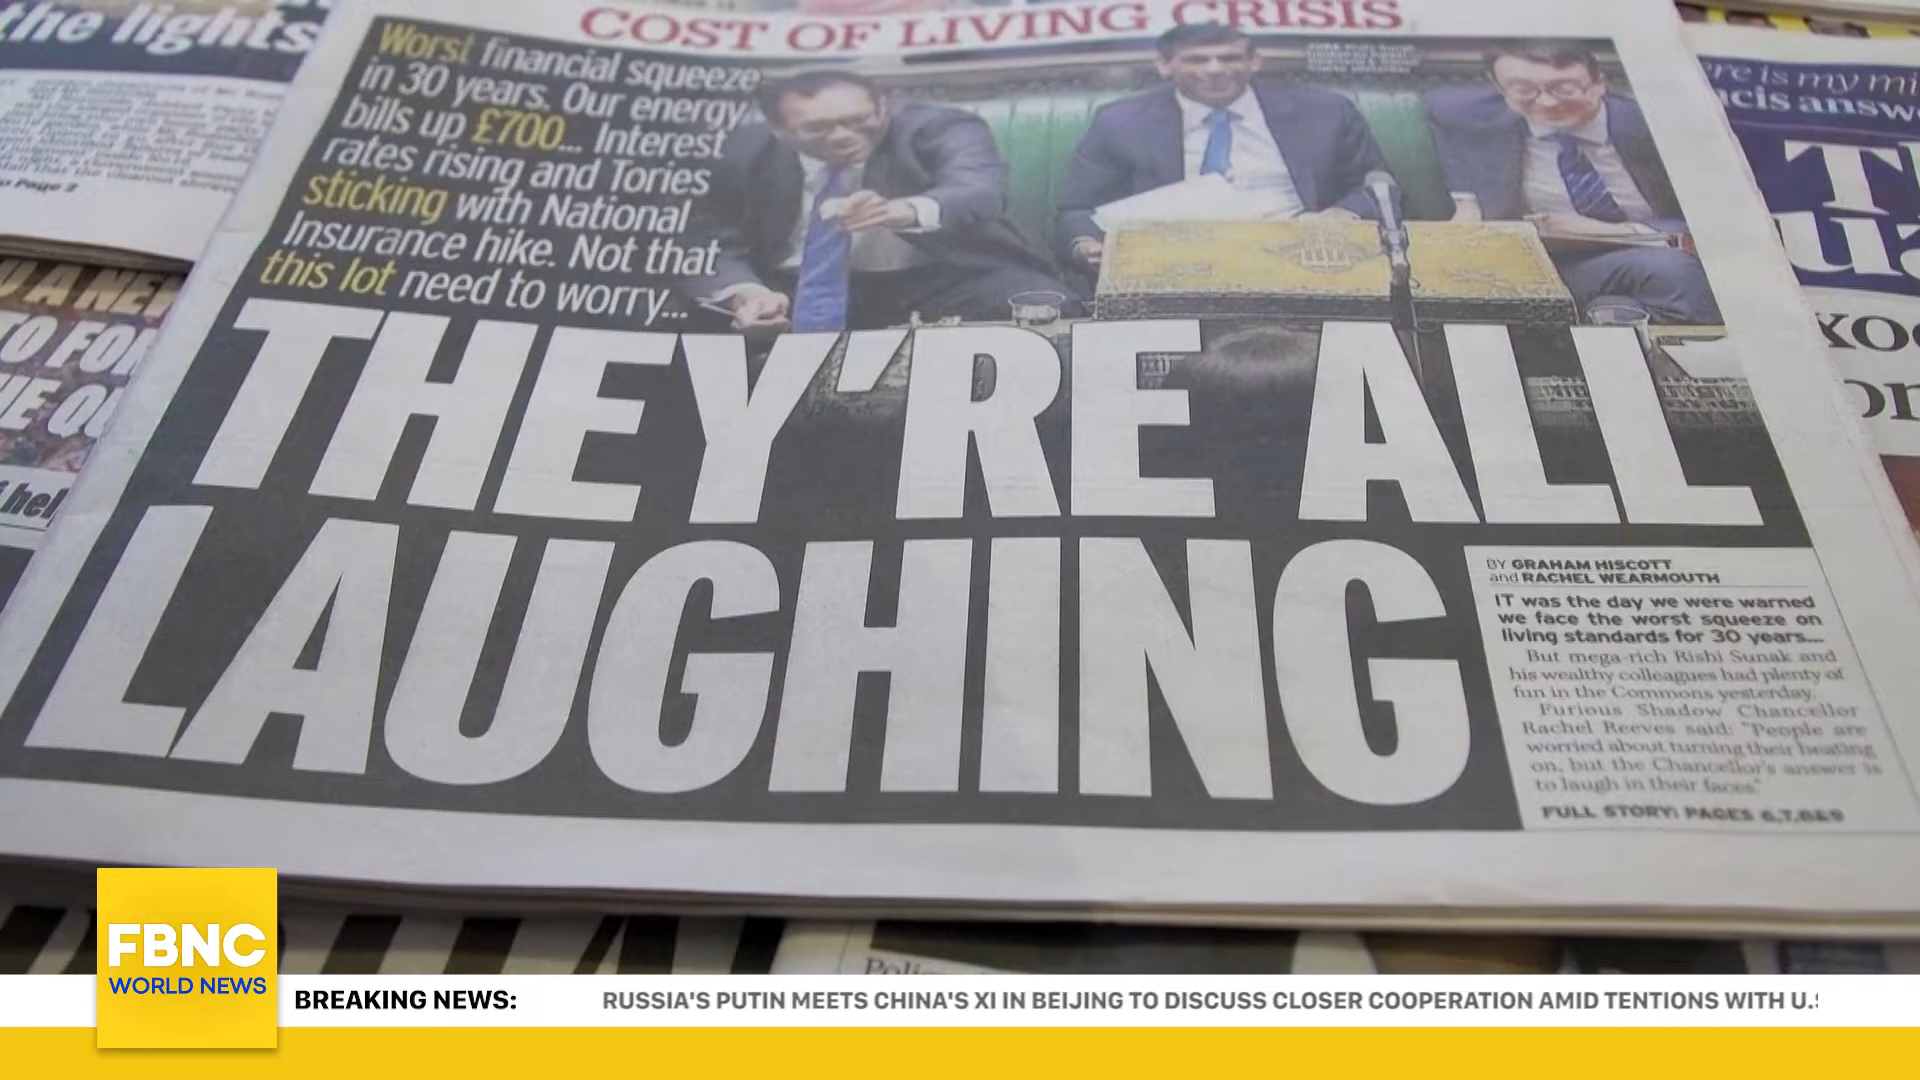 the lights
COST OF LIVING CRISIS
Worst financial squeeze
in 30 years. Our energy
bills up £700... Interest
rates rising and Tories
sticking with National
Insurance hike. Not that
this lot need to worry...
THEY'RE ALL
LAUGHING
BY GRAHAM HISCOTT
and RACHEL WEARMOUTH
IT was the day we were warned
we face the worst squeeze on
living standards for 30 years...
But mega-rich Rishi Sunak and
his wealthy colleagues had plenty of
fun in the Commons yesterday.
Furious Shadow Chancellor
Rachel Reeves said: "People are
worried about turning their heating
on, but the Chancellor's answer is
to laugh in their faces."
FULL STORY: PAGES 6,7,8&9
FBNC
WORLD NEWS
BREAKING NEWS:
RUSSIA'S PUTIN MEETS CHINA'S XI IN BEIJING TO DISCUSS CLOSER COOPERATION AMID TENTIONS WITH U.S